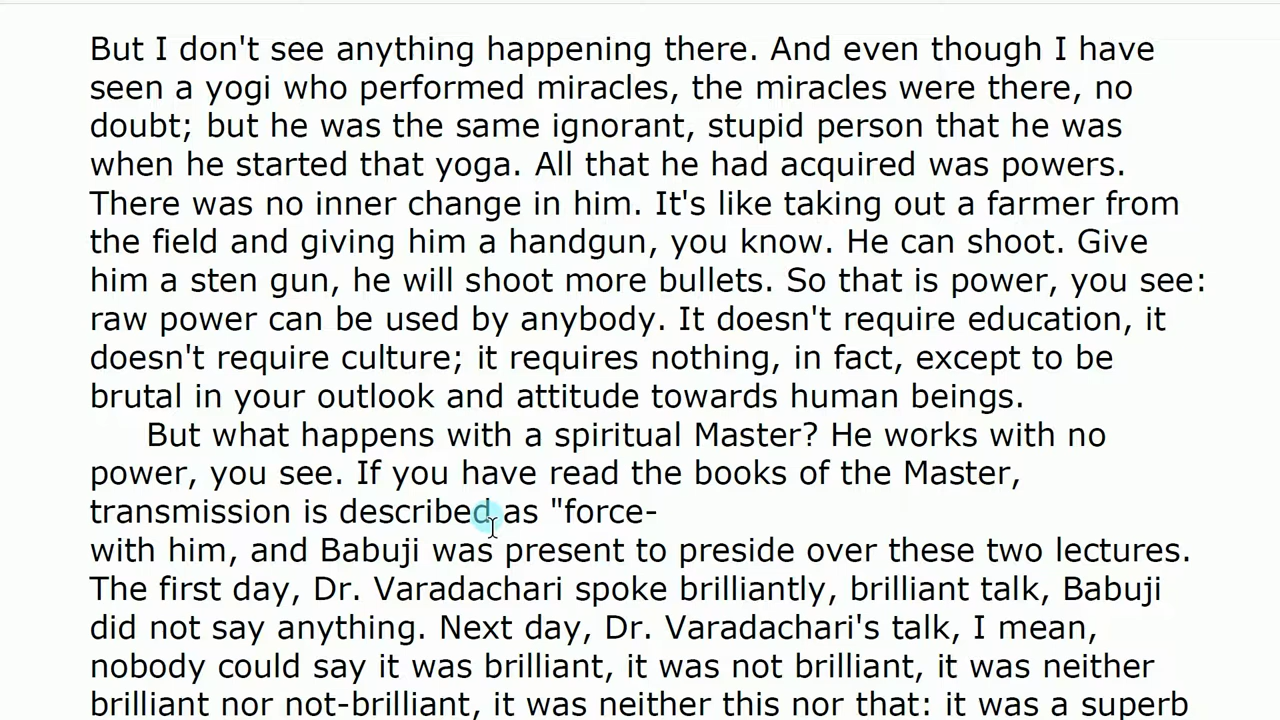 But I don't see anything happening there. And even though I have
seen a yogi who performed miracles, the miracles were there, no
doubt; but he was the same ignorant, stupid person that he was
when he started that yoga. All that he had acquired was powers.
There was no inner change in him. It's like taking out a farmer from
the field and giving him a handgun, you know. He can shoot. Give
him a sten gun, he will shoot more bullets. So that is power, you see:
raw power can be used by anybody. It doesn't require education, it
doesn't require culture; it requires nothing, in fact, except to be
brutal in your outlook and attitude towards human beings.
But what happens with a spiritual Master? He works with no
power, you see. If you have read the books of the Master,
transmission is described as "force-
with him, and Babuji was present to preside over these two lectures.
The first day, Dr. Varadachari spoke brilliantly, brilliant talk, Babuji
did not say anything. Next day, Dr. Varadachari's talk, I mean,
nobody could say it was brilliant, it was not brilliant, it was neither
brilliant nor not-brilliant, it was neither this nor that: it was a superb